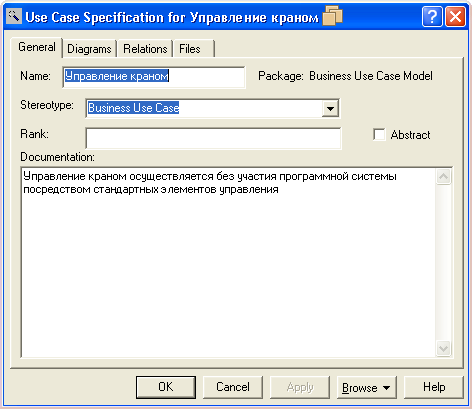 Use Case Specification for Управление краном
General Diagrams Relations Files
Name: Управление краном Package: Business Use Case Model
Stereotype: Business Use Case
Rank: Abstract
Documentation:
Управление краном осуществляется без участия программной системы
посредством стандартных элементов управления
OK Cancel Apply Browse Help